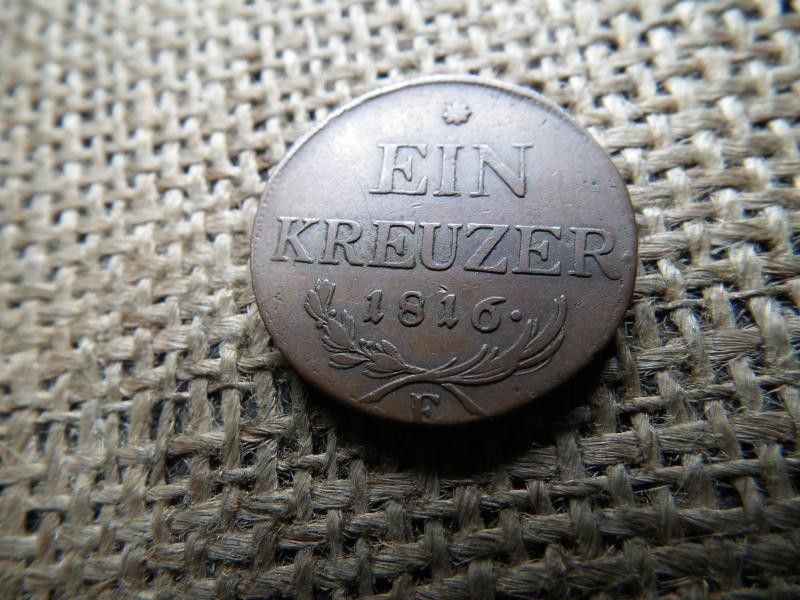 EIN
KREUZER
·1816·
F